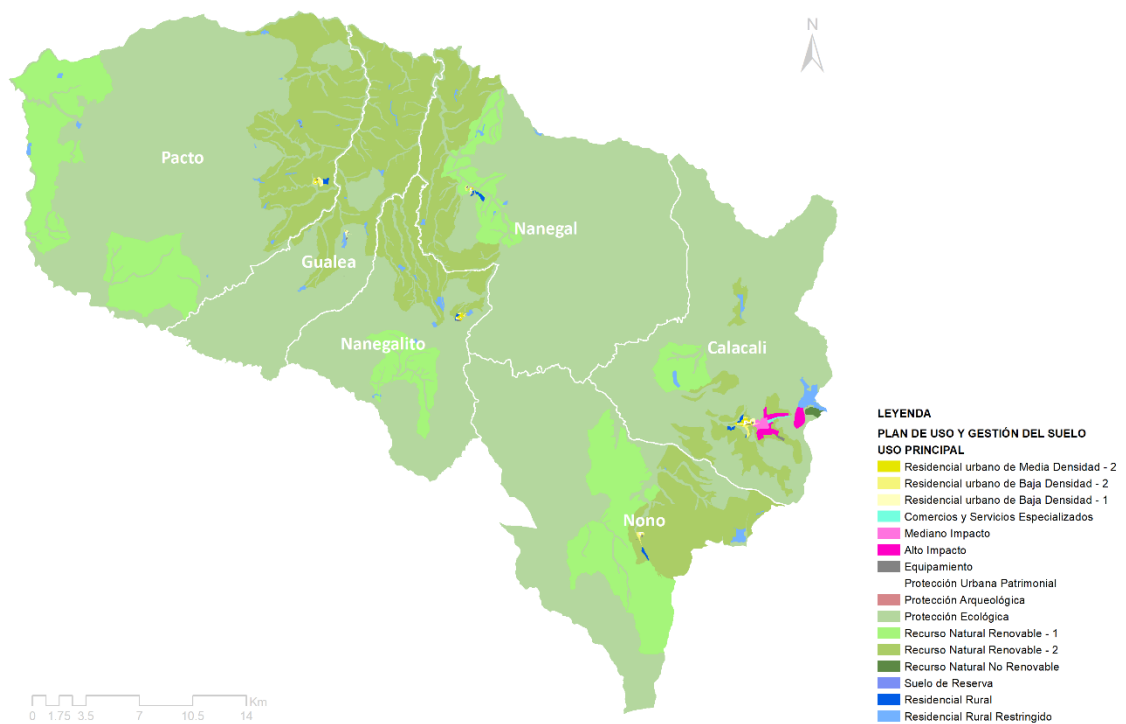 N
Pacto
Nanegal
Gualea
Nanegalito
Calacali
Nono
LEYENDA
PLAN DE USO Y GESTIÓN DEL SUELO
USO PRINCIPAL
Residencial urbano de Media Densidad - 2
Residencial urbano de Baja Densidad - 2
Residencial urbano de Baja Densidad - 1
Comercios y Servicios Especializados
Mediano Impacto
Alto Impacto
Equipamiento
Protección Urbana Patrimonial
Protección Arqueológica
Protección Ecológica
Recurso Natural Renovable - 1
Recurso Natural Renovable - 2
Recurso Natural No Renovable
Suelo de Reserva
Residencial Rural
Residencial Rural Restringido
Km
0 1.75 3.5 7 10.5 14